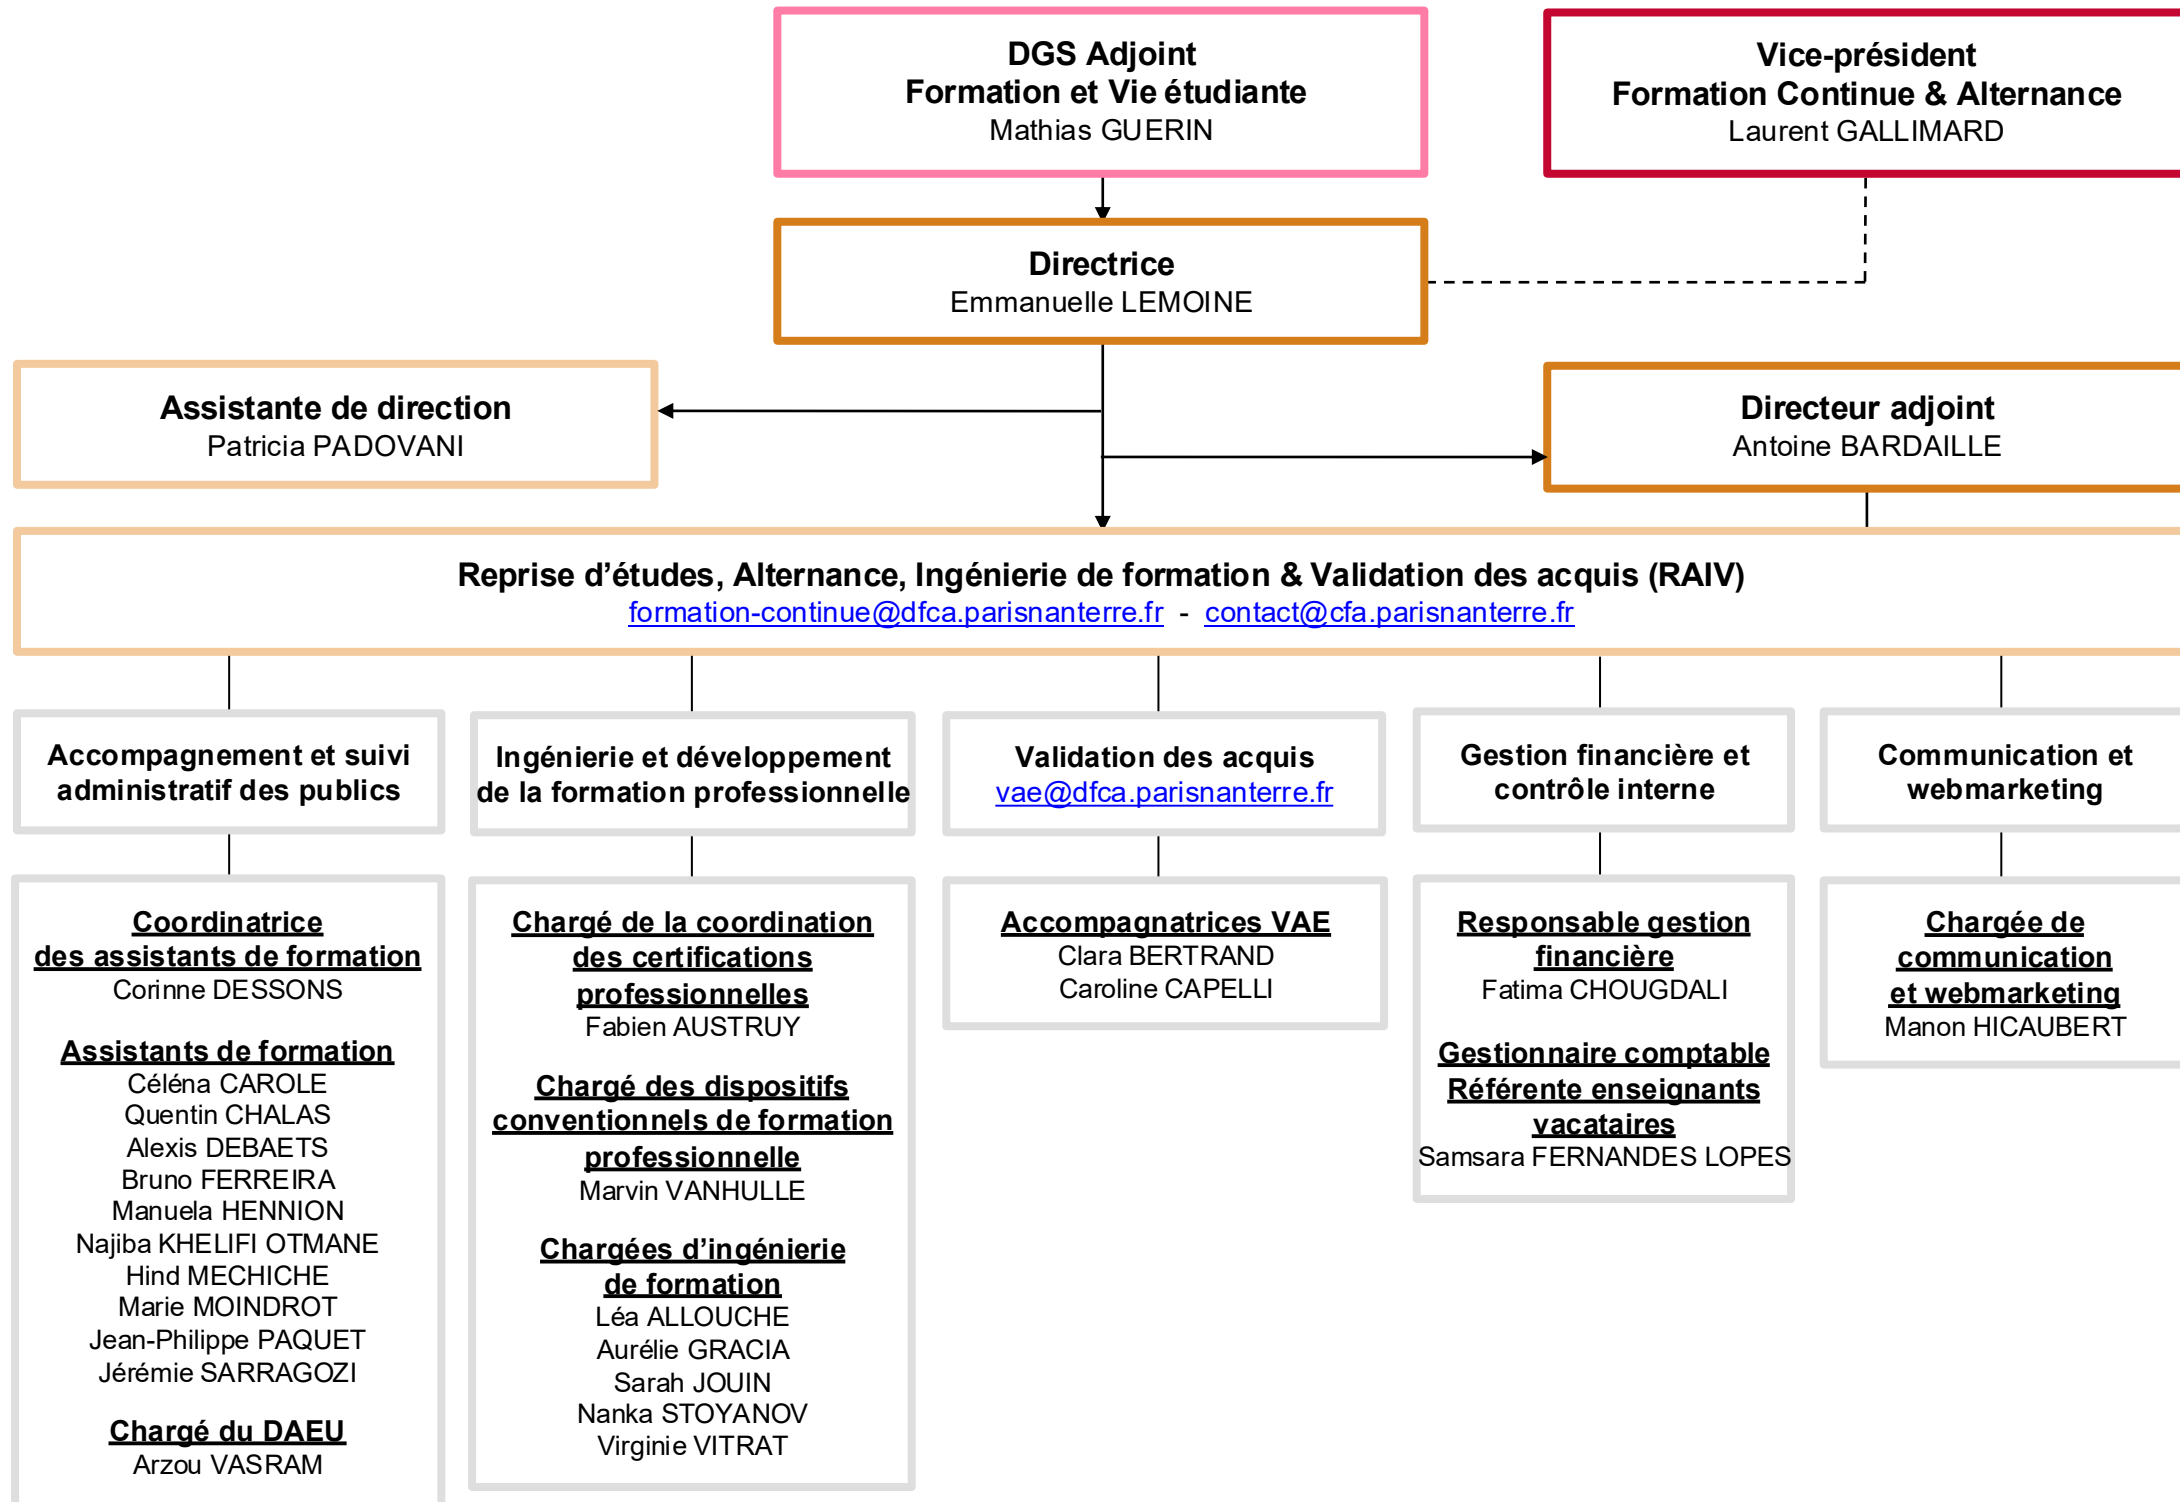 DGS Adjoint
Formation et Vie étudiante
Mathias GUERIN
Vice-président
Formation Continue & Alternance
Laurent GALLIMARD
Directrice
Emmanuelle LEMOINE
Assistante de direction
Patricia PADOVANI
Directeur adjoint
Antoine BARDAILLE
Reprise d’études, Alternance, Ingénierie de formation & Validation des acquis (RAIV)
formation-continue@dfca.parisnanterre.fr - contact@cfa.parisnanterre.fr
Accompagnement et suivi
administratif des publics
Ingénierie et développement
de la formation professionnelle
Validation des acquis
vae@dfca.parisnanterre.fr
Gestion financière et
contrôle interne
Communication et
webmarketing
Coordinatrice
des assistants de formation
Corinne DESSONS
Assistants de formation
Céléna CAROLE
Quentin CHALAS
Alexis DEBAETS
Bruno FERREIRA
Manuela HENNION
Najiba KHELIFI OTMANE
Hind MECHICHE
Marie MOINDROT
Jean-Philippe PAQUET
Jérémie SARRAGOZI
Chargé du DAEU
Arzou VASRAM
Chargé de la coordination
des certifications
professionnelles
Fabien AUSTRUY
Chargé des dispositifs
conventionnels de formation
professionnelle
Marvin VANHULLE
Chargées d’ingénierie
de formation
Léa ALLOUCHE
Aurélie GRACIA
Sarah JOUIN
Nanka STOYANOV
Virginie VITRAT
Accompagnatrices VAE
Clara BERTRAND
Caroline CAPELLI
Responsable gestion
financière
Fatima CHOUGDALI
Gestionnaire comptable
Référente enseignants
vacataires
Samsara FERNANDES LOPES
Chargée de
communication
et webmarketing
Manon HICAUBERT